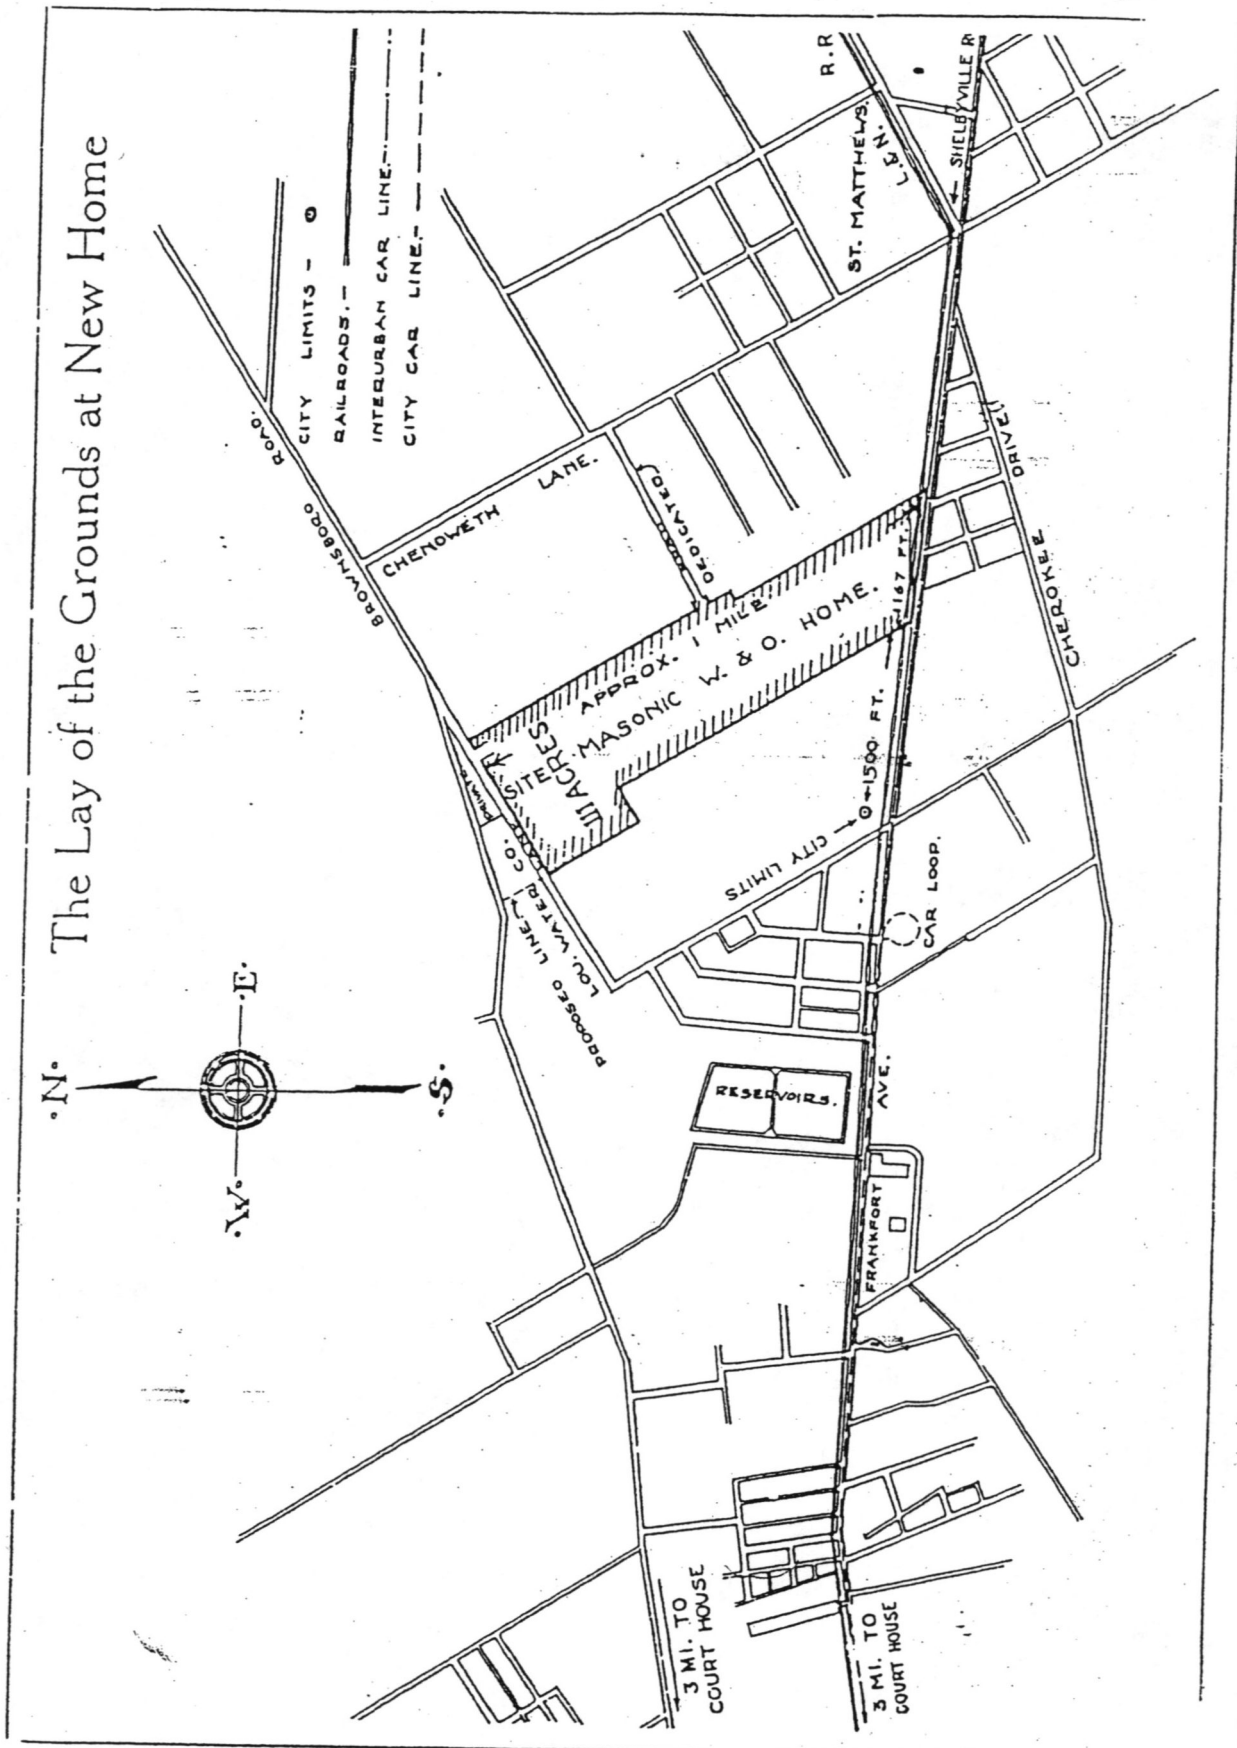 The Lay of the Grounds at New Home
·N·
·W·
·E·
·S·
CITY LIMITS - ⊙
RAILROADS. -
INTERURBAN CAR LINE. -
CITY CAR LINE. -
BROWNSBORO ROAD.
CHENOWETH LANE.
ROAD DEDICATED
PRIVATE LANE
PROPOSED LINE
LOU. WATER CO.
111 ACRES
SITE
APPROX. 1 MILE
MASONIC W. & O. HOME.
1167 FT.
1500 FT.
CITY LIMITS
CAR LOOP.
ST. MATTHEWS.
L. & N. R.R
SHELBYVILLE R
CHEROKEE DRIVE
RESERVOIRS.
FRANKFORT AVE.
3 MI. TO
COURT HOUSE
3 MI. TO
COURT HOUSE